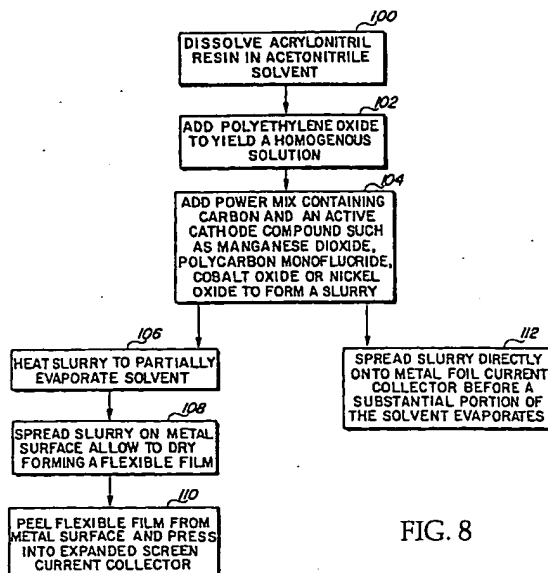 100
DISSOLVE ACRYLONITRIL
RESIN IN ACETONITRILE
SOLVENT
102
ADD POLYETHYLENE OXIDE
TO YIELD A HOMOGENOUS
SOLUTION
104
ADD POWER MIX CONTAINING
CARBON AND AN ACTIVE
CATHODE COMPOUND SUCH
AS MANGANESE DIOXIDE,
POLYCARBON MONOFLUCRIDE,
COBALT OXIDE OR NICKEL
OXIDE TO FORM A SLURRY
106
HEAT SLURRY TO PARTIALLY
EVAPORATE SOLVENT
108
SPREAD SLURRY ON METAL
SURFACE ALLOW TO DRY
FORMING A FLEXIBLE FILM
110
PEEL FLEXIBLE FILM FROM
METAL SURFACE AND PRESS
INTO EXPANDED SCREEN
CURRENT COLLECTOR
112
SPREAD SLURRY DIRECTLY
ONTO METAL FOIL CURRENT
COLLECTOR BEFORE A
SUBSTANTIAL PORTION OF
THE SOLVENT EVAPORATES
FIG. 8